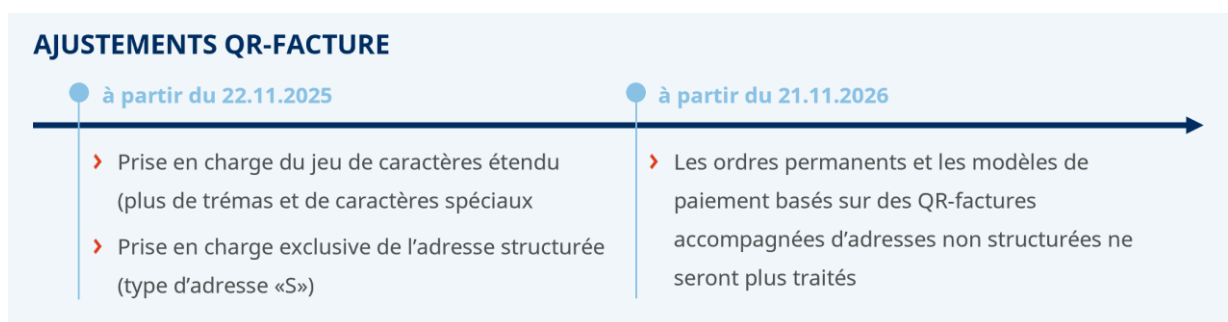 AJUSTEMENTS QR-FACTURE
à partir du 22.11.2025
Prise en charge du jeu de caractères étendu
(plus de trémas et de caractères spéciaux
Prise en charge exclusive de l’adresse structurée
(type d’adresse «S»)
à partir du 21.11.2026
Les ordres permanents et les modèles de
paiement basés sur des QR-factures
accompagnées d’adresses non structurées ne
seront plus traités